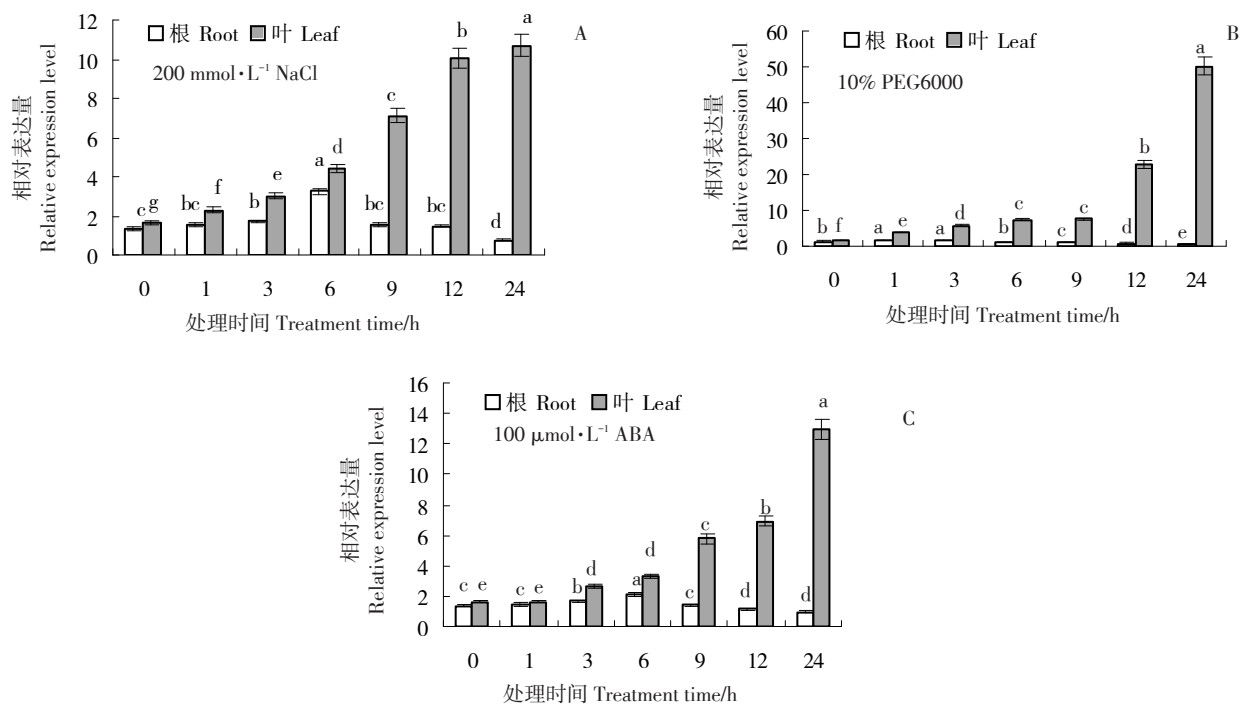 A
根 Root 叶 Leaf
200 mmol·L⁻¹ NaCl
相对表达量
Relative expression level
12
10
8
6
4
2
0
c g bc f b e a d bc c bc b d a
0 1 3 6 9 12 24
处理时间 Treatment time/h
B
根 Root 叶 Leaf
10% PEG6000
相对表达量
Relative expression level
60
50
40
30
20
10
0
b f a e a d b c c c d b e a
0 1 3 6 9 12 24
处理时间 Treatment time/h
C
根 Root 叶 Leaf
100 μmol·L⁻¹ ABA
相对表达量
Relative expression level
16
14
12
10
8
6
4
2
0
c e c e b d a d c c d b d a
0 1 3 6 9 12 24
处理时间 Treatment time/h